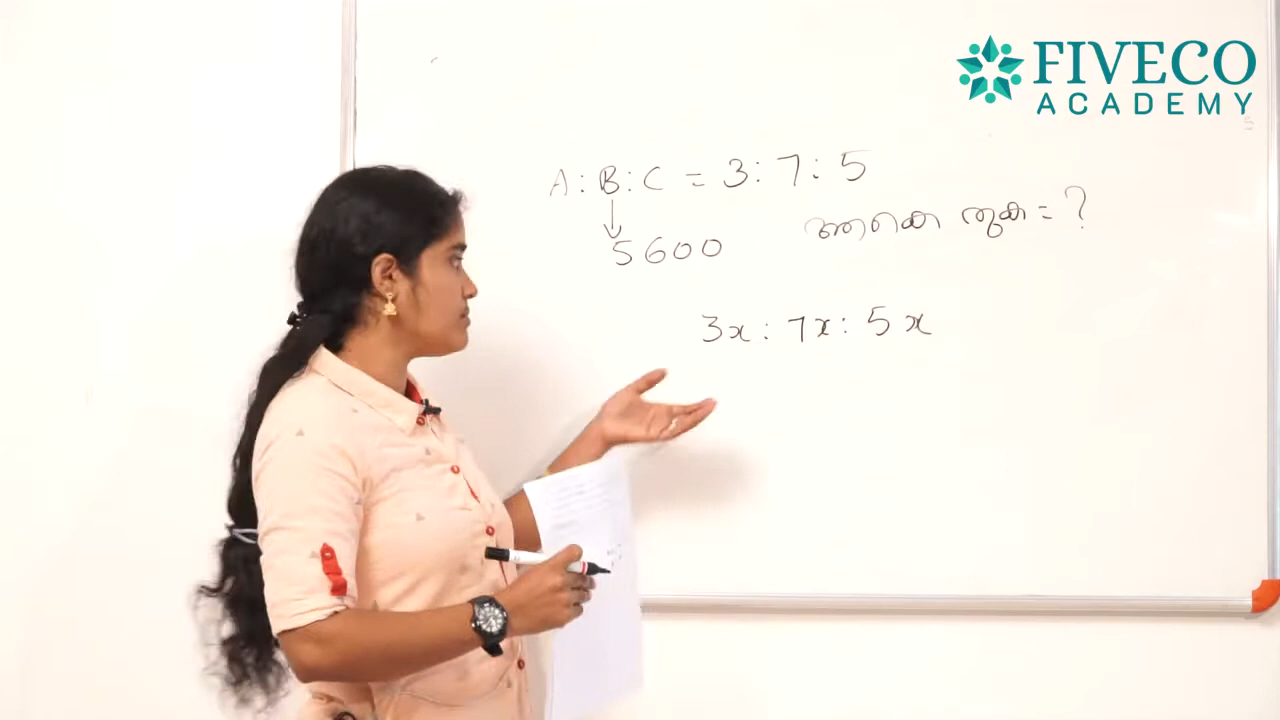 FIVECO
ACADEMY
A : B : C = 3 : 7 : 5
↓
5600
ആകെ തുക = ?
3x : 7x : 5x